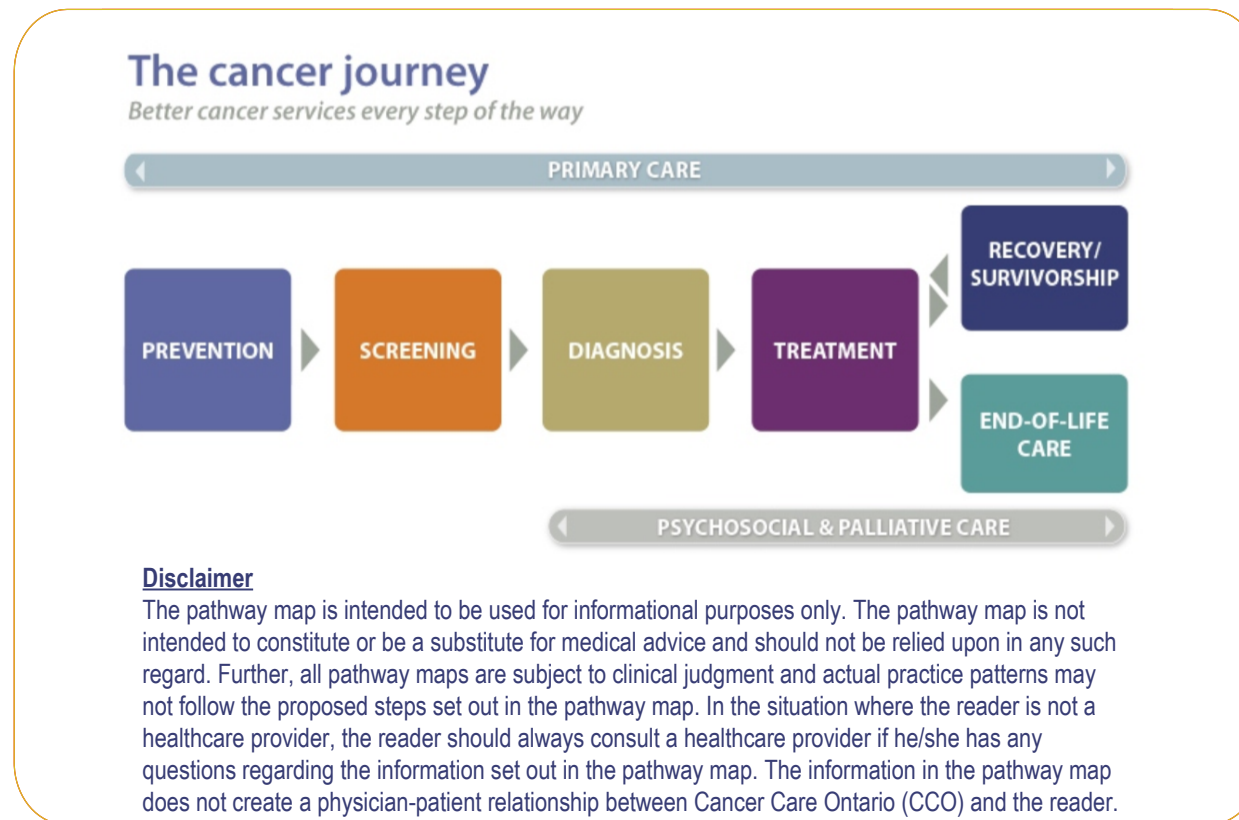 The cancer journey
Better cancer services every step of the way
PRIMARY CARE
PREVENTION
SCREENING
DIAGNOSIS
TREATMENT
RECOVERY/
SURVIVORSHIP
END-OF-LIFE
CARE
PSYCHOSOCIAL & PALLIATIVE CARE
Disclaimer
The pathway map is intended to be used for informational purposes only. The pathway map is not
intended to constitute or be a substitute for medical advice and should not be relied upon in any such
regard. Further, all pathway maps are subject to clinical judgment and actual practice patterns may
not follow the proposed steps set out in the pathway map. In the situation where the reader is not a
healthcare provider, the reader should always consult a healthcare provider if he/she has any
questions regarding the information set out in the pathway map. The information in the pathway map
does not create a physician-patient relationship between Cancer Care Ontario (CCO) and the reader.